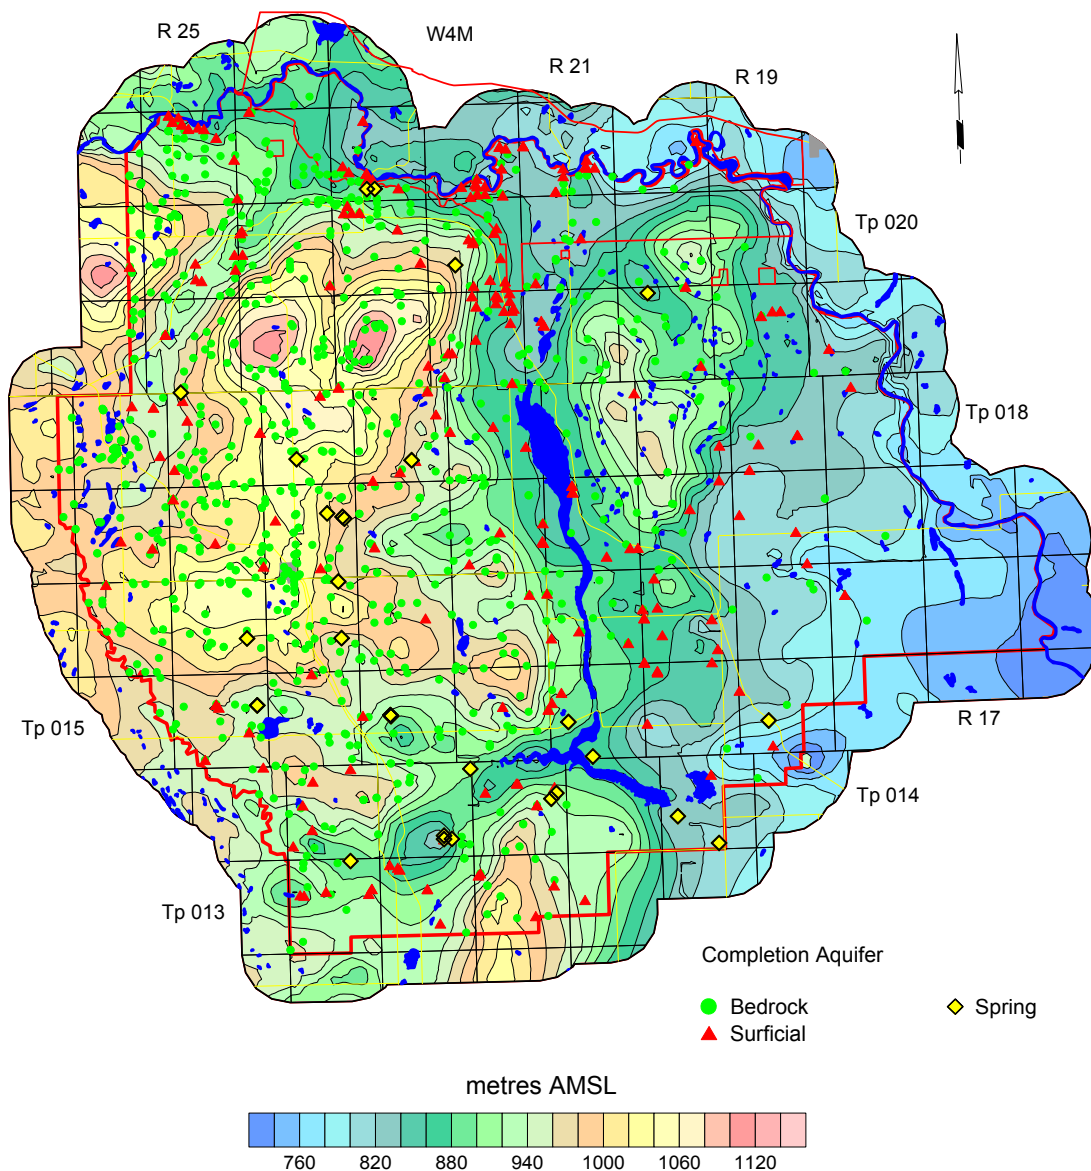 R 25
W4M
R 21
R 19
Tp 020
Tp 018
Tp 015
R 17
Tp 014
Tp 013
Completion Aquifer
Bedrock
Spring
Surficial
metres AMSL
760 820 880 940 1000 1060 1120